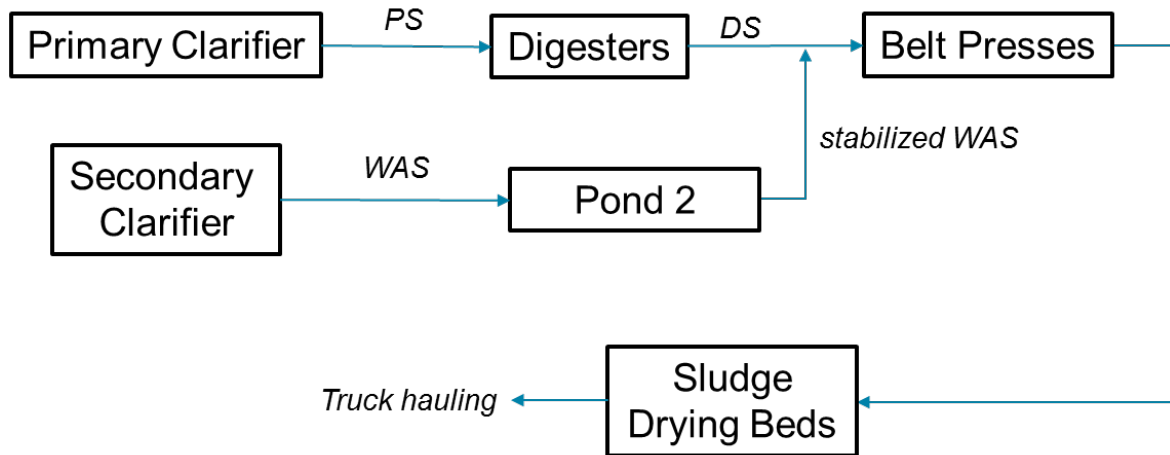 PS
Primary Clarifier
Digesters
DS
Belt Presses
stabilized WAS
Secondary
Clarifier
WAS
Pond 2
Truck hauling
Sludge
Drying Beds